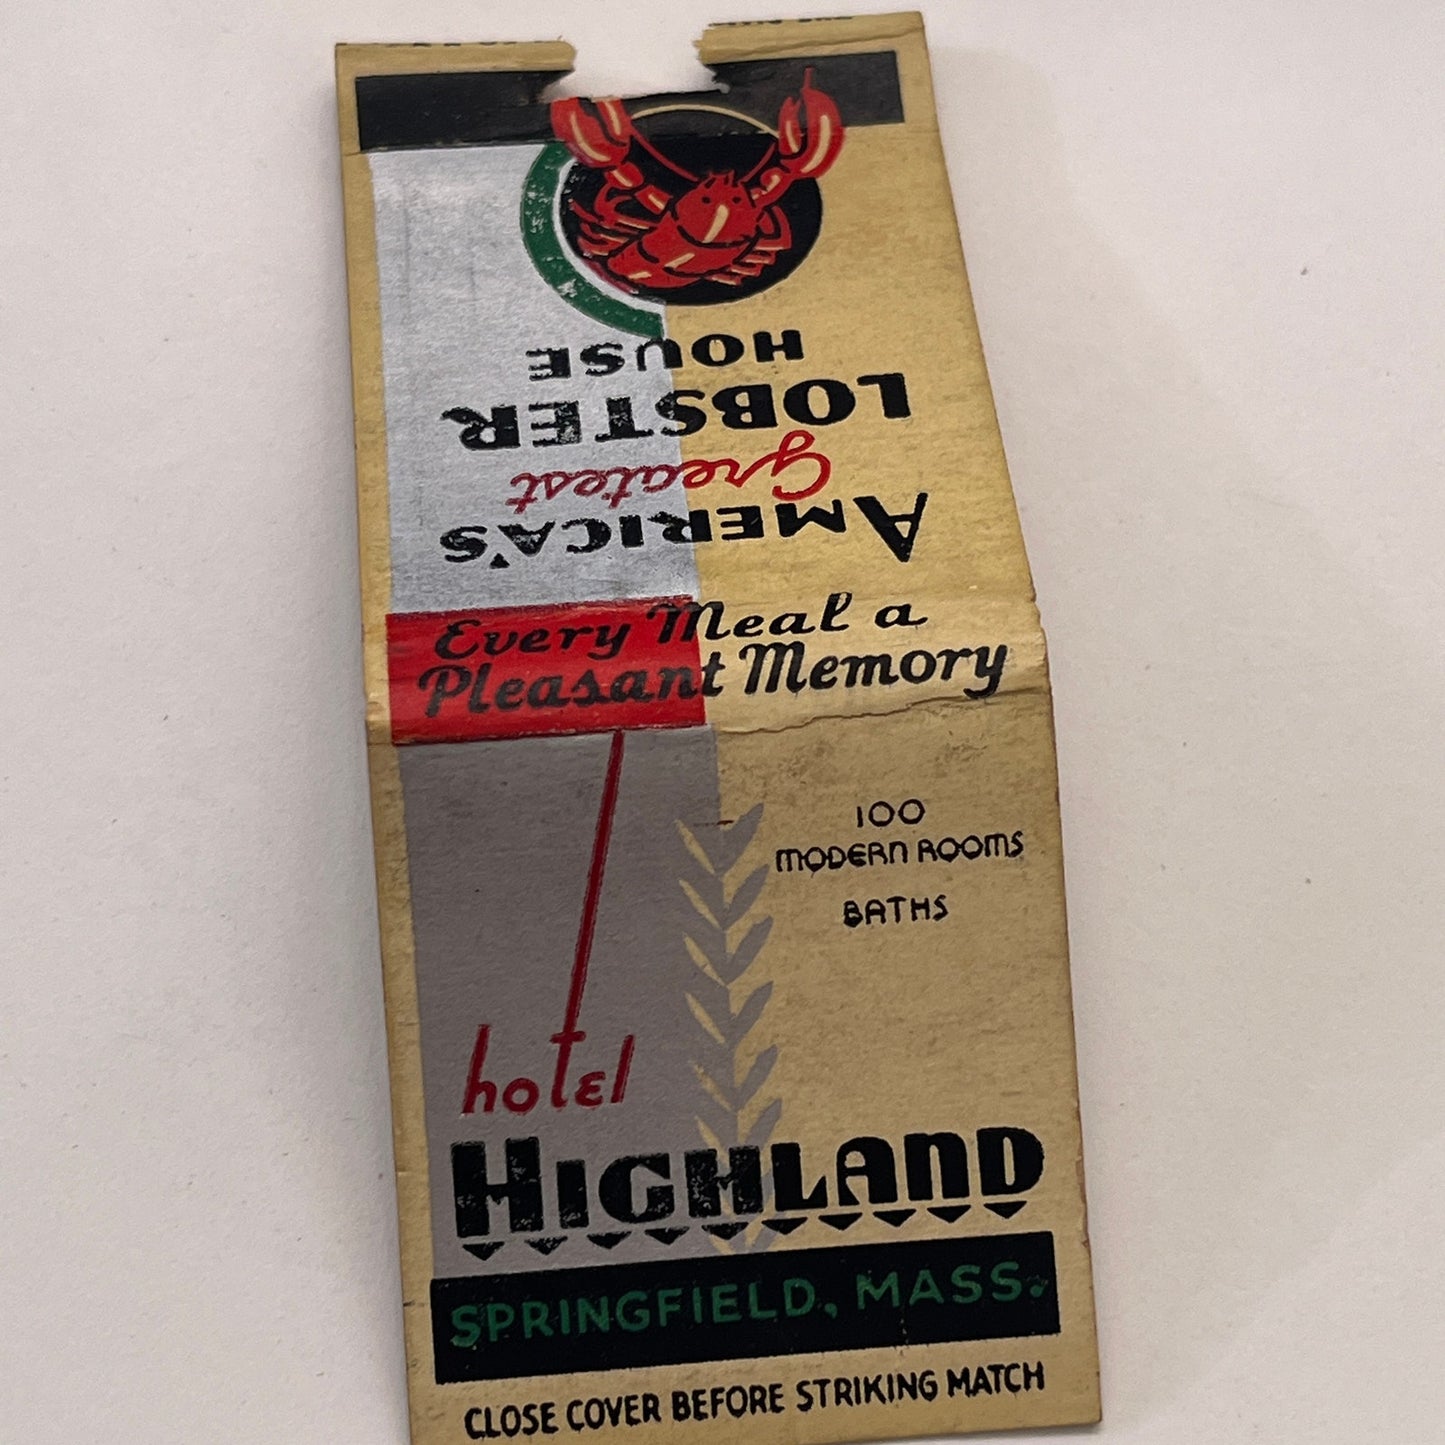 HOUSE
LOBSTER
Greatest
AMERICA'S
Every Meal a
Pleasant Memory
100
MODERN ROOMS
BATHS
hotel
HIGHLAND
SPRINGFIELD, MASS.
CLOSE COVER BEFORE STRIKING MATCH